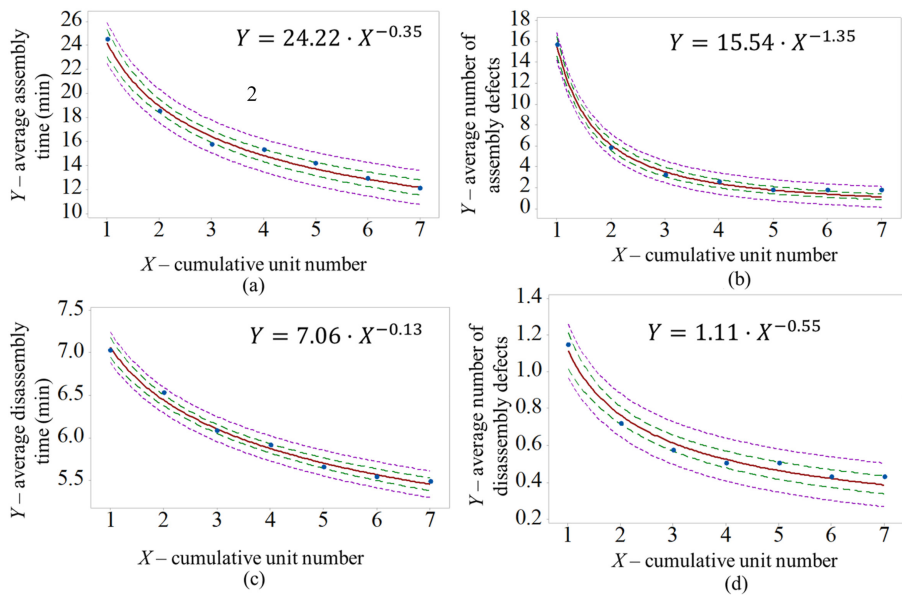 (a)
Y – average assembly
time (min)
26
24
22
20
18
16
14
12
10
Y = 24.22 · X^−0.35
2
1 2 3 4 5 6 7
X – cumulative unit number
(a)
Y – average number of
assembly defects
18
16
14
12
10
8
6
4
2
0
Y = 15.54 · X^−1.35
1 2 3 4 5 6 7
X – cumulative unit number
(b)
Y – average disassembly
time (min)
7.5
7.0
6.5
6.0
5.5
Y = 7.06 · X^−0.13
1 2 3 4 5 6 7
X – cumulative unit number
(c)
Y – average number of
disassembly defects
1.4
1.2
1.0
0.8
0.6
0.4
0.2
Y = 1.11 · X^−0.55
1 2 3 4 5 6 7
X – cumulative unit number
(d)